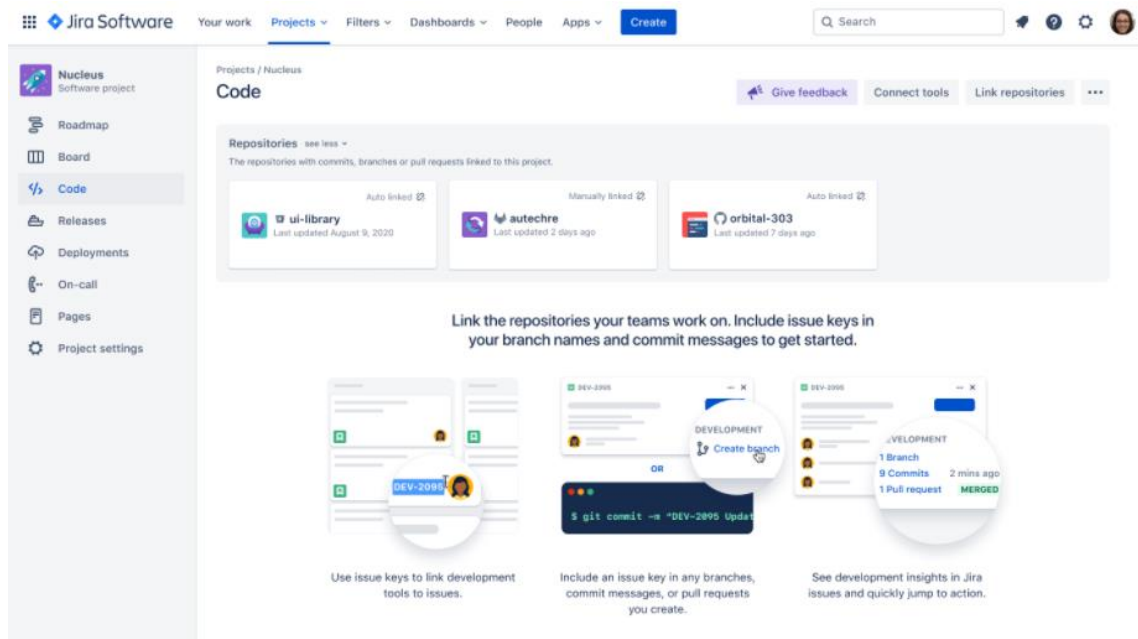 Jira Software
Your work
Projects
Filters
Dashboards
People
Apps
Create
Search
Nucleus
Software project
Roadmap
Board
Code
Releases
Deployments
On-call
Pages
Project settings
Projects / Nucleus
Code
Give feedback
Connect tools
Link repositories
Repositories see less
The repositories with commits, branches or pull requests linked to this project.
Auto linked
ui-library
Last updated August 9, 2020
Manually linked
autechre
Last updated 2 days ago
Auto linked
orbital-303
Last updated 7 days ago
Link the repositories your teams work on. Include issue keys in
your branch names and commit messages to get started.
DEV-2095
Use issue keys to link development
tools to issues.
DEV-2095
DEVELOPMENT
Create branch
OR
$ git commit -m "DEV-2095 Updat
Include an issue key in any branches,
commit messages, or pull requests
you create.
DEV-2095
VELOPMENT
1 Branch
9 Commits 2 mins ago
1 Pull request MERGED
See development insights in Jira
issues and quickly jump to action.